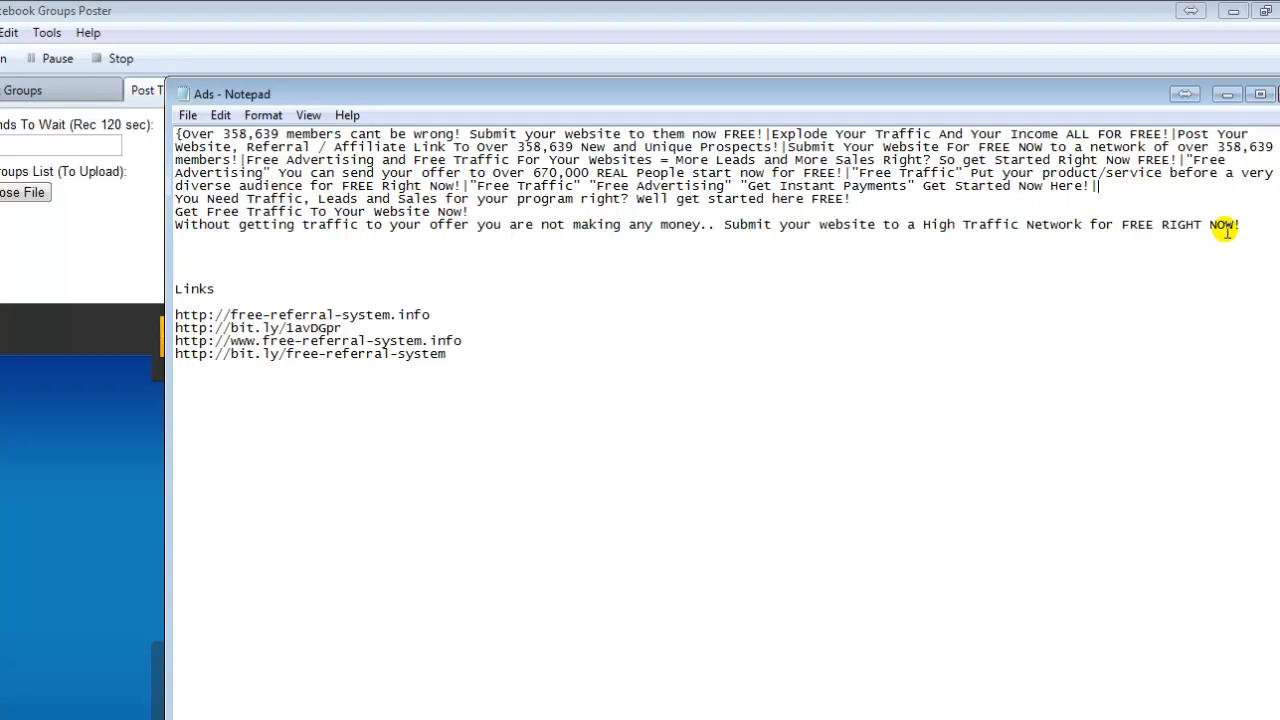 cebook Groups Poster
Edit Tools Help
n Pause Stop
Groups Post T
Ads - Notepad
nds To Wait (Rec 120 sec):
oups List (To Upload):
ose File
File Edit Format View Help
{Over 358,639 members cant be wrong! Submit your website to them now FREE!|Explode Your Traffic And Your Income ALL FOR FREE!|Post Your
Website, Referral / Affiliate Link To Over 358,639 New and Unique Prospects!|Submit Your Website For FREE NOW to a network of over 358,639
members!|Free Advertising and Free Traffic For Your Websites = More Leads and More Sales Right? So get Started Right Now FREE!|"Free
Advertising" You can send your offer to Over 670,000 REAL People start now for FREE!|"Free Traffic" Put your product/service before a very
diverse audience for FREE Right Now!|"Free Traffic" "Free Advertising" "Get Instant Payments" Get Started Now Here!|
You Need Traffic, Leads and Sales for your program right? Well get started here FREE!
Get Free Traffic To Your Website Now!
Without getting traffic to your offer you are not making any money.. Submit your website to a High Traffic Network for FREE RIGHT NOW!
Links
http://free-referral-system.info
http://bit.ly/1avDGpr
http://www.free-referral-system.info
http://bit.ly/free-referral-system